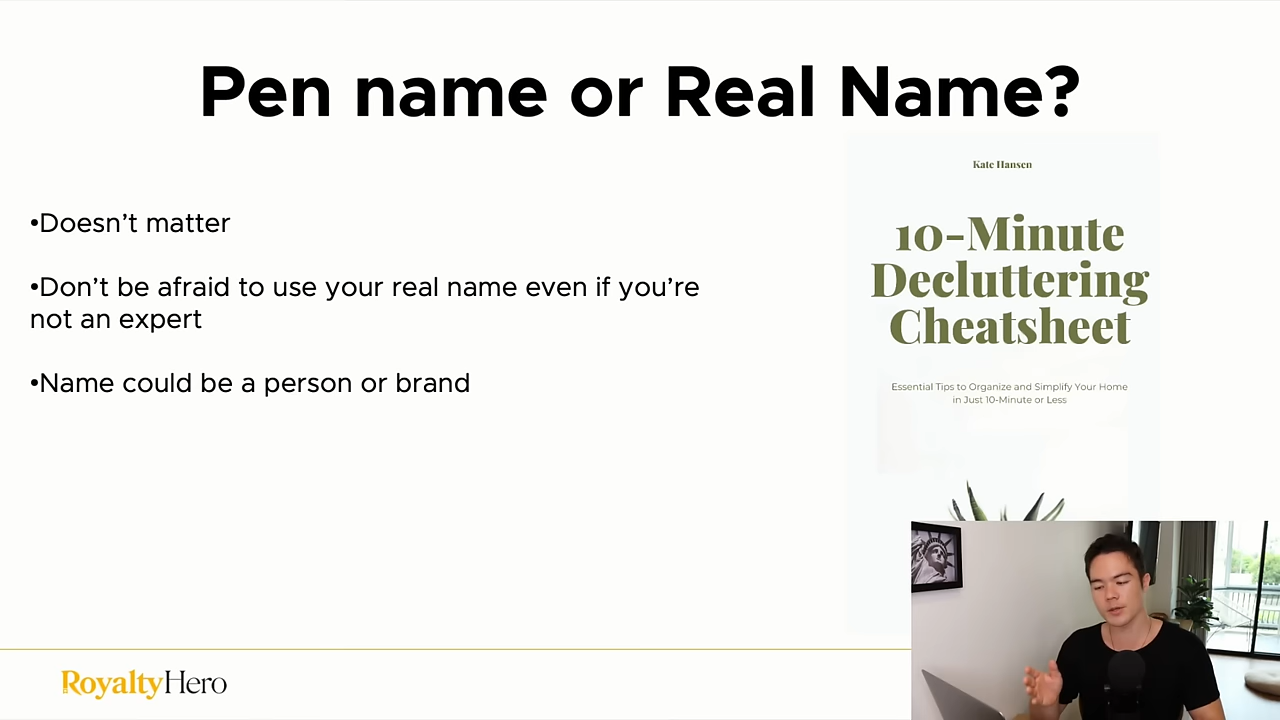 Pen name or Real Name?
•Doesn’t matter
•Don’t be afraid to use your real name even if you’re
not an expert
•Name could be a person or brand
Kate Hansen
10-Minute
Decluttering
Cheatsheet
Essential Tips to Organize and Simplify Your Home
in Just 10-Minute or Less
RoyaltyHero